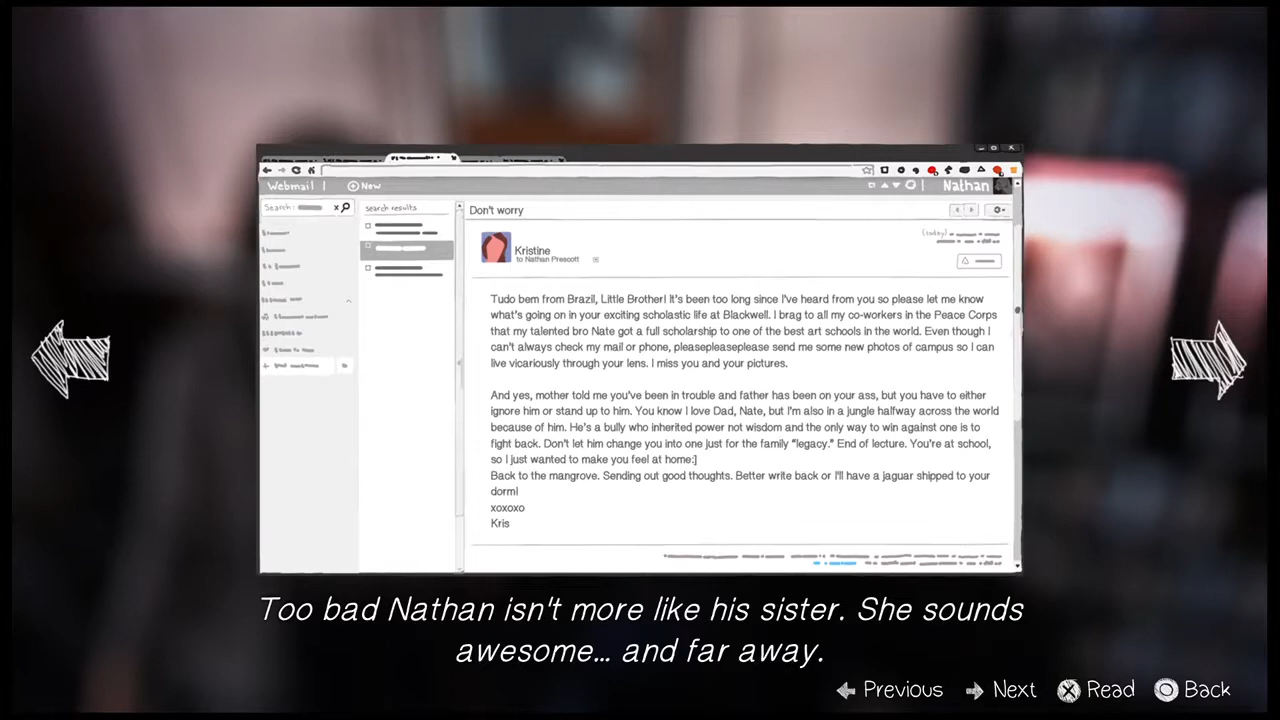 Webmail |
New
Nathan
Search:
search results
Don't worry
Kristine
to Nathan Prescott
(today)
Tudo bem from Brazil, Little Brother! It's been too long since I've heard from you so please let me know
what's going on in your exciting scholastic life at Blackwell. I brag to all my co-workers in the Peace Corps
that my talented bro Nate got a full scholarship to one of the best art schools in the world. Even though I
can't always check my mail or phone, pleasepleaseplease send me some new photos of campus so I can
live vicariously through your lens. I miss you and your pictures.
And yes, mother told me you've been in trouble and father has been on your ass, but you have to either
ignore him or stand up to him. You know I love Dad, Nate, but I'm also in a jungle halfway across the world
because of him. He's a bully who inherited power not wisdom and the only way to win against one is to
fight back. Don't let him change you into one just for the family "legacy." End of lecture. You're at school,
so I just wanted to make you feel at home:]
Back to the mangrove. Sending out good thoughts. Better write back or I'll have a jaguar shipped to your
dorm!
xoxoxo
Kris
Too bad Nathan isn't more like his sister. She sounds
awesome... and far away.
Previous Next Read Back